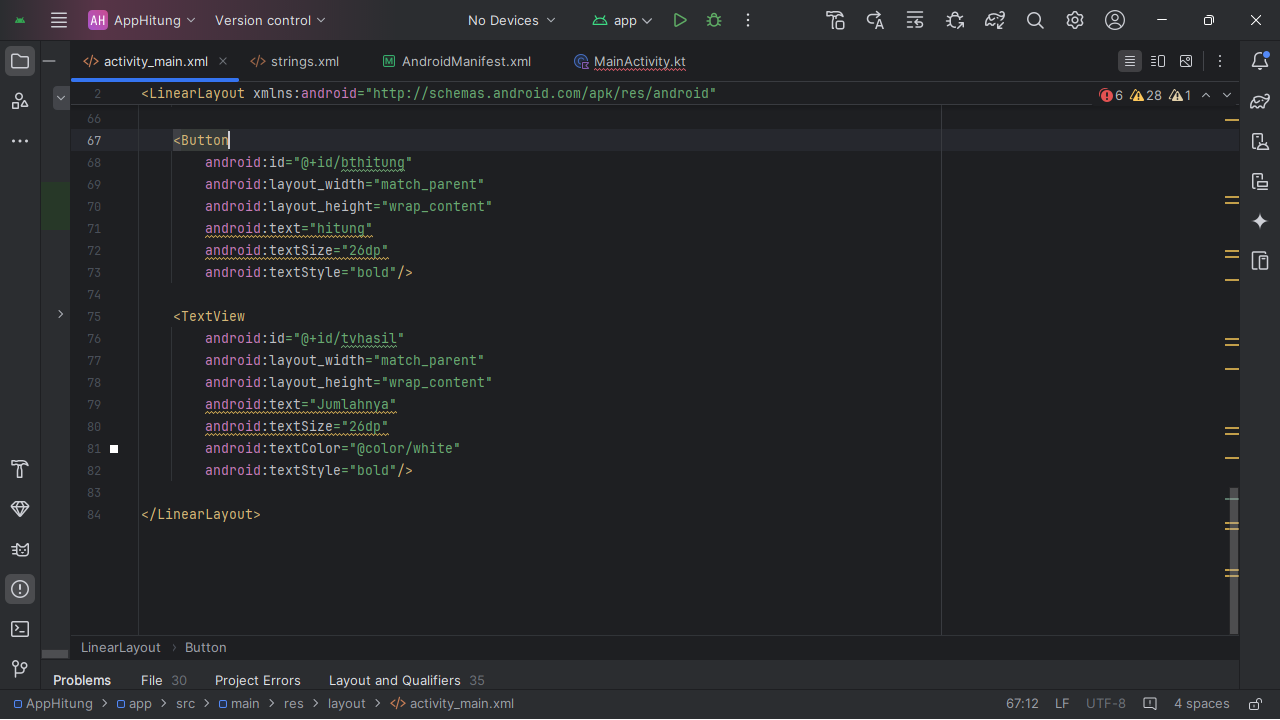 AH AppHitung Version control No Devices app
activity_main.xml strings.xml AndroidManifest.xml MainActivity.kt
2 <LinearLayout xmlns:android="http://schemas.android.com/apk/res/android" 6 28 1
66
67 <Button
68 android:id="@+id/bthitung"
69 android:layout_width="match_parent"
70 android:layout_height="wrap_content"
71 android:text="hitung"
72 android:textSize="26dp"
73 android:textStyle="bold"/>
74
75 <TextView
76 android:id="@+id/tvhasil"
77 android:layout_width="match_parent"
78 android:layout_height="wrap_content"
79 android:text="Jumlahnya"
80 android:textSize="26dp"
81 android:textColor="@color/white"
82 android:textStyle="bold"/>
83
84 </LinearLayout>
LinearLayout › Button
Problems File 30 Project Errors Layout and Qualifiers 35
AppHitung > app > src > main > res > layout > activity_main.xml 67:12 LF UTF-8 4 spaces